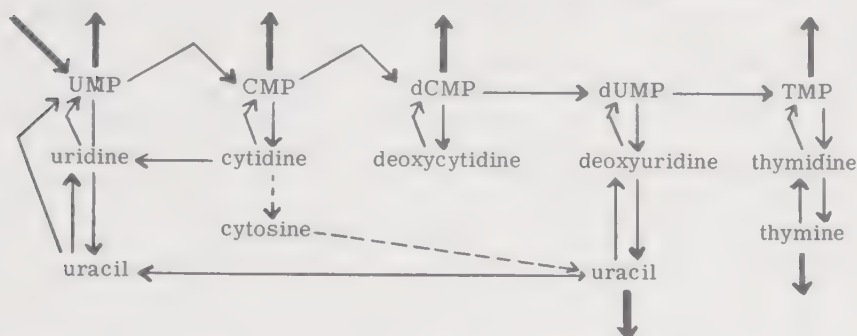 UMP CMP dCMP dUMP TMP
uridine cytidine deoxycytidine deoxyuridine thymidine
cytosine thymine
uracil uracil